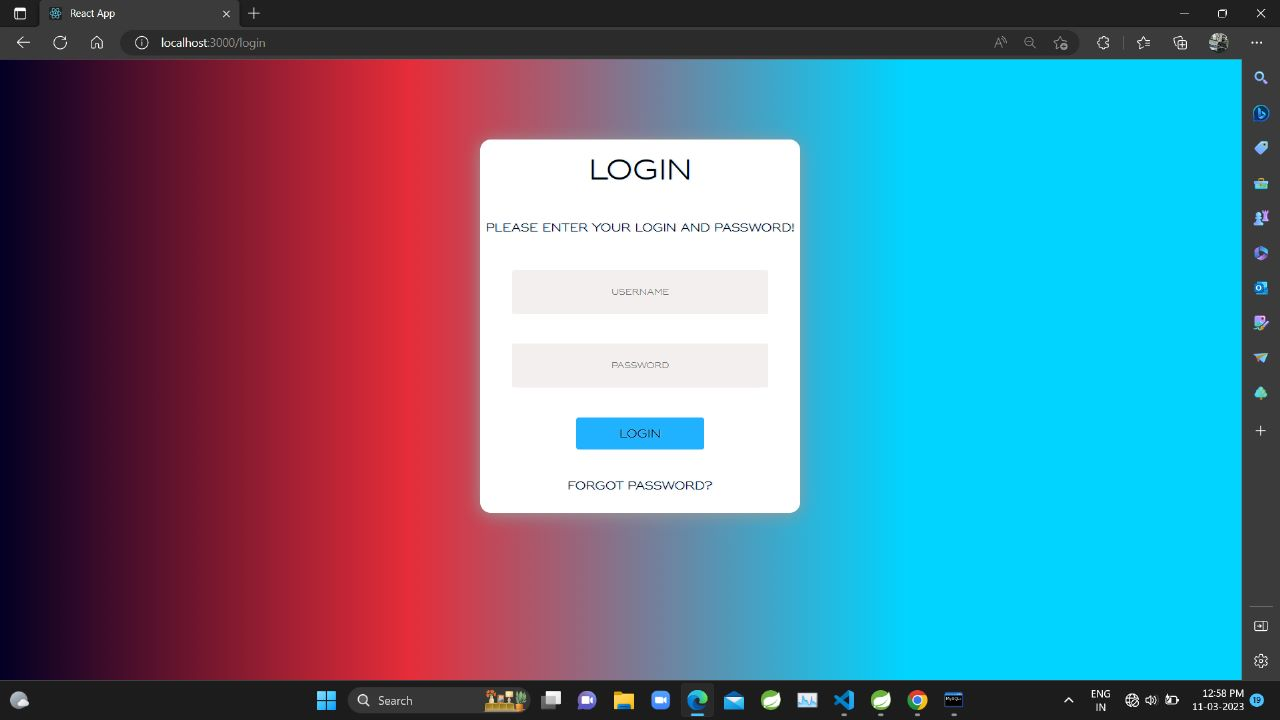 React App
localhost:3000/login
LOGIN
PLEASE ENTER YOUR LOGIN AND PASSWORD!
USERNAME
PASSWORD
LOGIN
FORGOT PASSWORD?
Search
ENG
IN
12:58 PM
11-03-2023
19